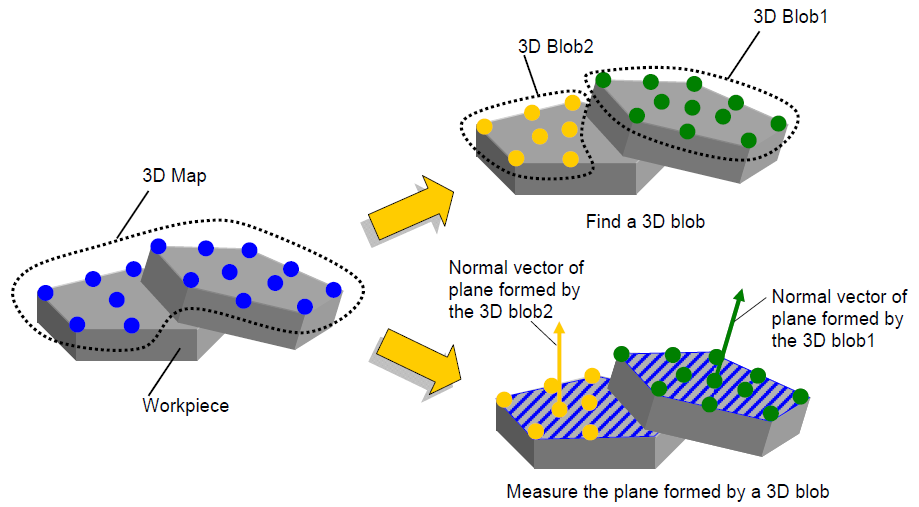 3D Map
Workpiece
3D Blob2
3D Blob1
Find a 3D blob
Normal vector of
plane formed by
the 3D blob2
Normal vector of
plane formed by
the 3D blob1
Measure the plane formed by a 3D blob